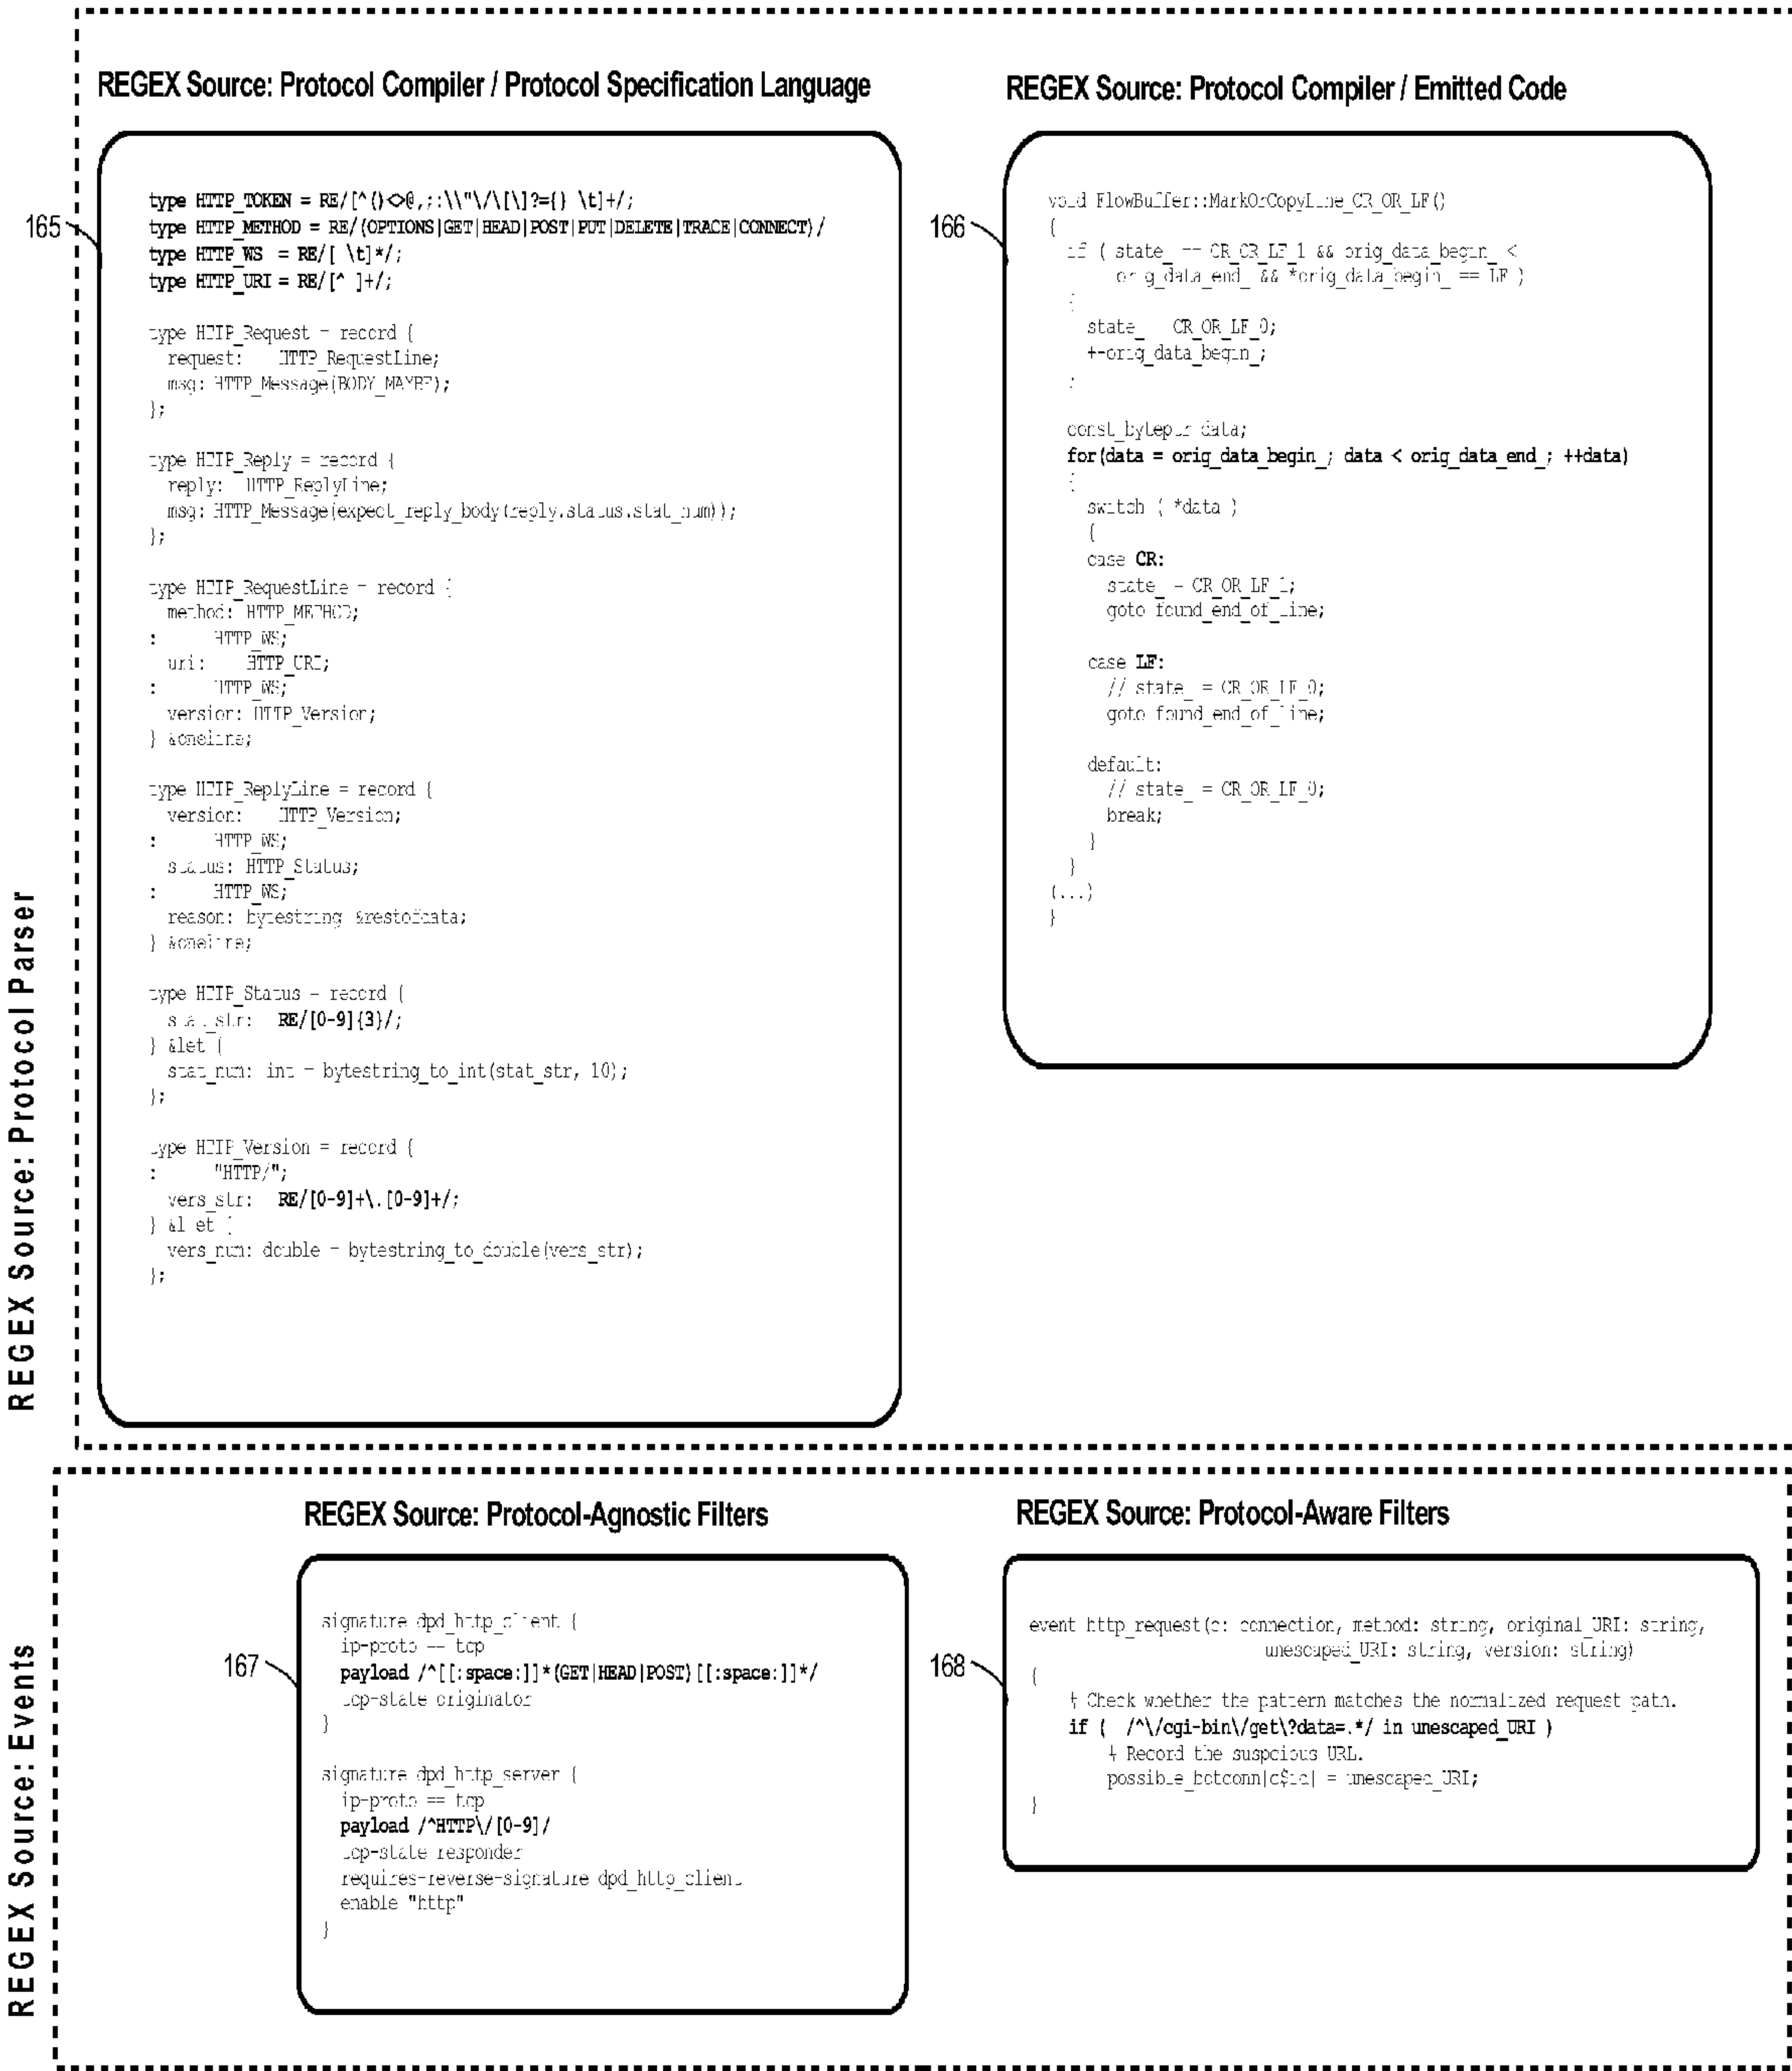 REGEX Source: Protocol Parser
REGEX Source: Protocol Compiler / Protocol Specification Language
165
type HTTP_TOKEN = RE/[^()<>@,;:\\"\/\[\]?={} \t]+/;
type HTTP_METHOD = RE/(OPTIONS|GET|HEAD|POST|PUT|DELETE|TRACE|CONNECT)/
type HTTP_WS = RE/[ \t]*/;
type HTTP_URI = RE/[^ ]+/;
type HTTP_Request = record {
request: HTTP_RequestLine;
msg: HTTP_Message(BODY_MAYBE);
};
type HTTP_Reply = record {
reply: HTTP_ReplyLine;
msg: HTTP_Message(expect_reply_body(reply.status.stat_num));
};
type HTTP_RequestLine = record {
method: HTTP_METHOD;
: HTTP_WS;
uri: HTTP_URI;
: HTTP_WS;
version: HTTP_Version;
} &oneline;
type HTTP_ReplyLine = record {
version: HTTP_Version;
: HTTP_WS;
status: HTTP_Status;
: HTTP_WS;
reason: bytestring &restofdata;
} &oneline;
type HTTP_Status = record {
stat_str: RE/[0-9]{3}/;
} &let {
stat_num: int = bytestring_to_int(stat_str, 10);
};
type HTTP_Version = record {
: "HTTP/";
vers_str: RE/[0-9]+\.[0-9]+/;
} &let {
vers_num: double = bytestring_to_double(vers_str);
};
REGEX Source: Protocol Compiler / Emitted Code
166
void FlowBuffer::MarkOrCopyLine_CR_OR_LF()
{
if ( state_ == CR_OR_LF_1 && orig_data_begin_ <
orig_data_end_ && *orig_data_begin_ == LF )
{
state_ = CR_OR_LF_0;
++orig_data_begin_;
}
const_byteptr data;
for(data = orig_data_begin_; data < orig_data_end_; ++data)
{
switch ( *data )
{
case CR:
state_ = CR_OR_LF_1;
goto found_end_of_line;
case LF:
// state_ = CR_OR_LF_0;
goto found_end_of_line;
default:
// state_ = CR_OR_LF_0;
break;
}
}
(...)
}
REGEX Source: Events
REGEX Source: Protocol-Agnostic Filters
167
signature dpd_http_client {
ip-proto == tcp
payload /^[[:space:]]*(GET|HEAD|POST)[[:space:]]*/
tcp-state originator
}
signature dpd_http_server {
ip-proto == tcp
payload /^HTTP\/[0-9]/
tcp-state responder
requires-reverse-signature dpd_http_client
enable "http"
}
REGEX Source: Protocol-Aware Filters
168
event http_request(c: connection, method: string, original_URI: string,
unescaped_URI: string, version: string)
{
# Check whether the pattern matches the normalized request path.
if ( /^\/cgi-bin\/get\?data=.*/ in unescaped_URI )
# Record the suspcious URL.
possible_botconn[c$id] = unescaped_URI;
}